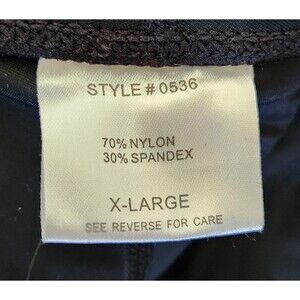 STYLE # 0536
70% NYLON
30% SPANDEX
X-LARGE
SEE REVERSE FOR CARE